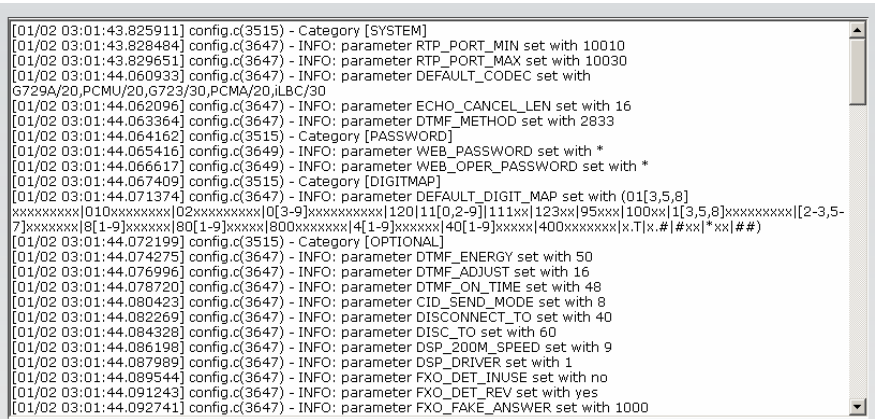 [01/02 03:01:43.825911] config.c(3515) - Category [SYSTEM]
[01/02 03:01:43.828484] config.c(3647) - INFO: parameter RTP_PORT_MIN set with 10010
[01/02 03:01:43.829651] config.c(3647) - INFO: parameter RTP_PORT_MAX set with 10030
[01/02 03:01:44.060933] config.c(3647) - INFO: parameter DEFAULT_CODEC set with
G729A/20,PCMU/20,G723/30,PCMA/20,iLBC/30
[01/02 03:01:44.062096] config.c(3647) - INFO: parameter ECHO_CANCEL_LEN set with 16
[01/02 03:01:44.063364] config.c(3647) - INFO: parameter DTMF_METHOD set with 2833
[01/02 03:01:44.064162] config.c(3515) - Category [PASSWORD]
[01/02 03:01:44.065416] config.c(3649) - INFO: parameter WEB_PASSWORD set with *
[01/02 03:01:44.066617] config.c(3649) - INFO: parameter WEB_OPER_PASSWORD set with *
[01/02 03:01:44.067409] config.c(3515) - Category [DIGITMAP]
[01/02 03:01:44.071374] config.c(3647) - INFO: parameter DEFAULT_DIGIT_MAP set with (01[3,5,8]
xxxxxxxxx|010xxxxxxxx|02xxxxxxxxx|0[3-9]xxxxxxxxxx|120|11[0,2-9]|111xx|123xx|95xxx|100xx|1[3,5,8]xxxxxxxxx|[2-3,5-
7]xxxxxxx|8[1-9]xxxxxx|80[1-9]xxxxx|800xxxxxxx|4[1-9]xxxxxx|40[1-9]xxxxx|400xxxxxxx|x.T|x.#|#xx|*xx|##)
[01/02 03:01:44.072199] config.c(3515) - Category [OPTIONAL]
[01/02 03:01:44.074275] config.c(3647) - INFO: parameter DTMF_ENERGY set with 50
[01/02 03:01:44.076996] config.c(3647) - INFO: parameter DTMF_ADJUST set with 16
[01/02 03:01:44.078720] config.c(3647) - INFO: parameter DTMF_ON_TIME set with 48
[01/02 03:01:44.080423] config.c(3647) - INFO: parameter CID_SEND_MODE set with 8
[01/02 03:01:44.082269] config.c(3647) - INFO: parameter DISCONNECT_TO set with 40
[01/02 03:01:44.084328] config.c(3647) - INFO: parameter DISC_TO set with 60
[01/02 03:01:44.086198] config.c(3647) - INFO: parameter DSP_200M_SPEED set with 9
[01/02 03:01:44.087989] config.c(3647) - INFO: parameter DSP_DRIVER set with 1
[01/02 03:01:44.089544] config.c(3647) - INFO: parameter FXO_DET_INUSE set with no
[01/02 03:01:44.091243] config.c(3647) - INFO: parameter FXO_DET_REV set with yes
[01/02 03:01:44.092741] config.c(3647) - INFO: parameter FXO_FAKE_ANSWER set with 1000